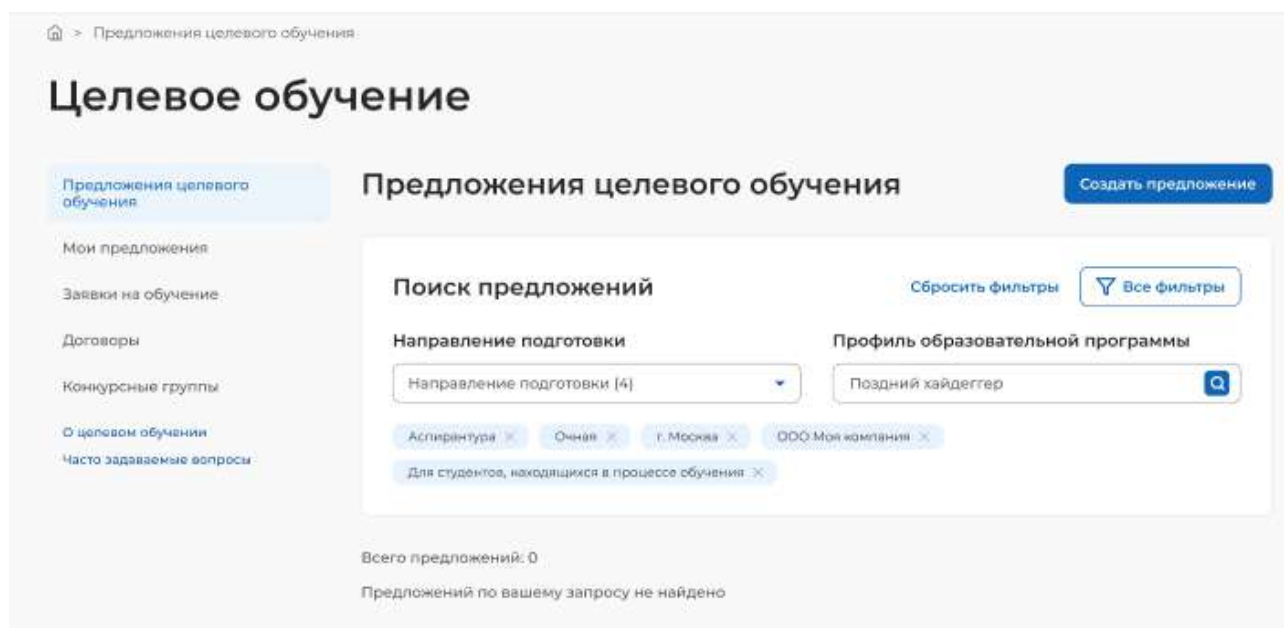 > Предложения целевого обучения
Целевое обучение
Предложения целевого
обучения
Мои предложения
Заявки на обучение
Договоры
Конкурсные группы
О целевом обучении
Часто задаваемые вопросы
Предложения целевого обучения
Создать предложение
Поиск предложений
Сбросить фильтры
Все фильтры
Направление подготовки
Профиль образовательной программы
Направление подготовки (4)
Поздний хайдеггер
Аспирантура ×
Очная ×
г. Москва ×
ООО Моя компания ×
Для студентов, находящихся в процессе обучения ×
Всего предложений: 0
Предложений по вашему запросу не найдено